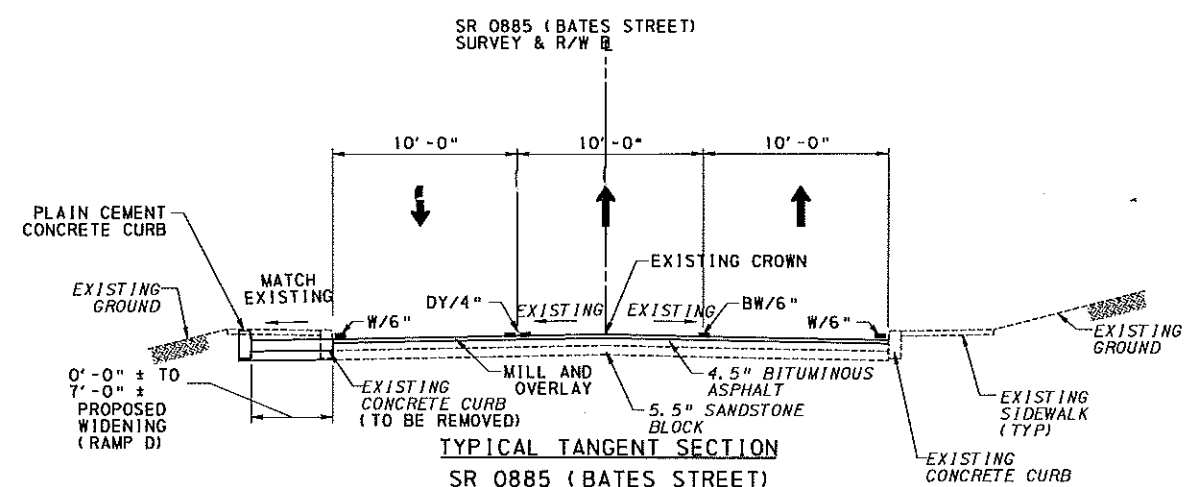 SR 0885 (BATES STREET)
SURVEY & R/W ℄
10'-0" 10'-0" 10'-0"
PLAIN CEMENT
CONCRETE CURB
EXISTING
GROUND
MATCH
EXISTING
W/6"
DY/4"
EXISTING
EXISTING CROWN
EXISTING
BW/6"
W/6"
EXISTING
GROUND
0'-0" ± TO
7'-0" ±
PROPOSED
WIDENING
(RAMP D)
EXISTING
CONCRETE CURB
(TO BE REMOVED)
MILL AND
OVERLAY
4.5" BITUMINOUS
ASPHALT
5.5" SANDSTONE
BLOCK
EXISTING
SIDEWALK
(TYP)
EXISTING
CONCRETE CURB
TYPICAL TANGENT SECTION
SR 0885 (BATES STREET)